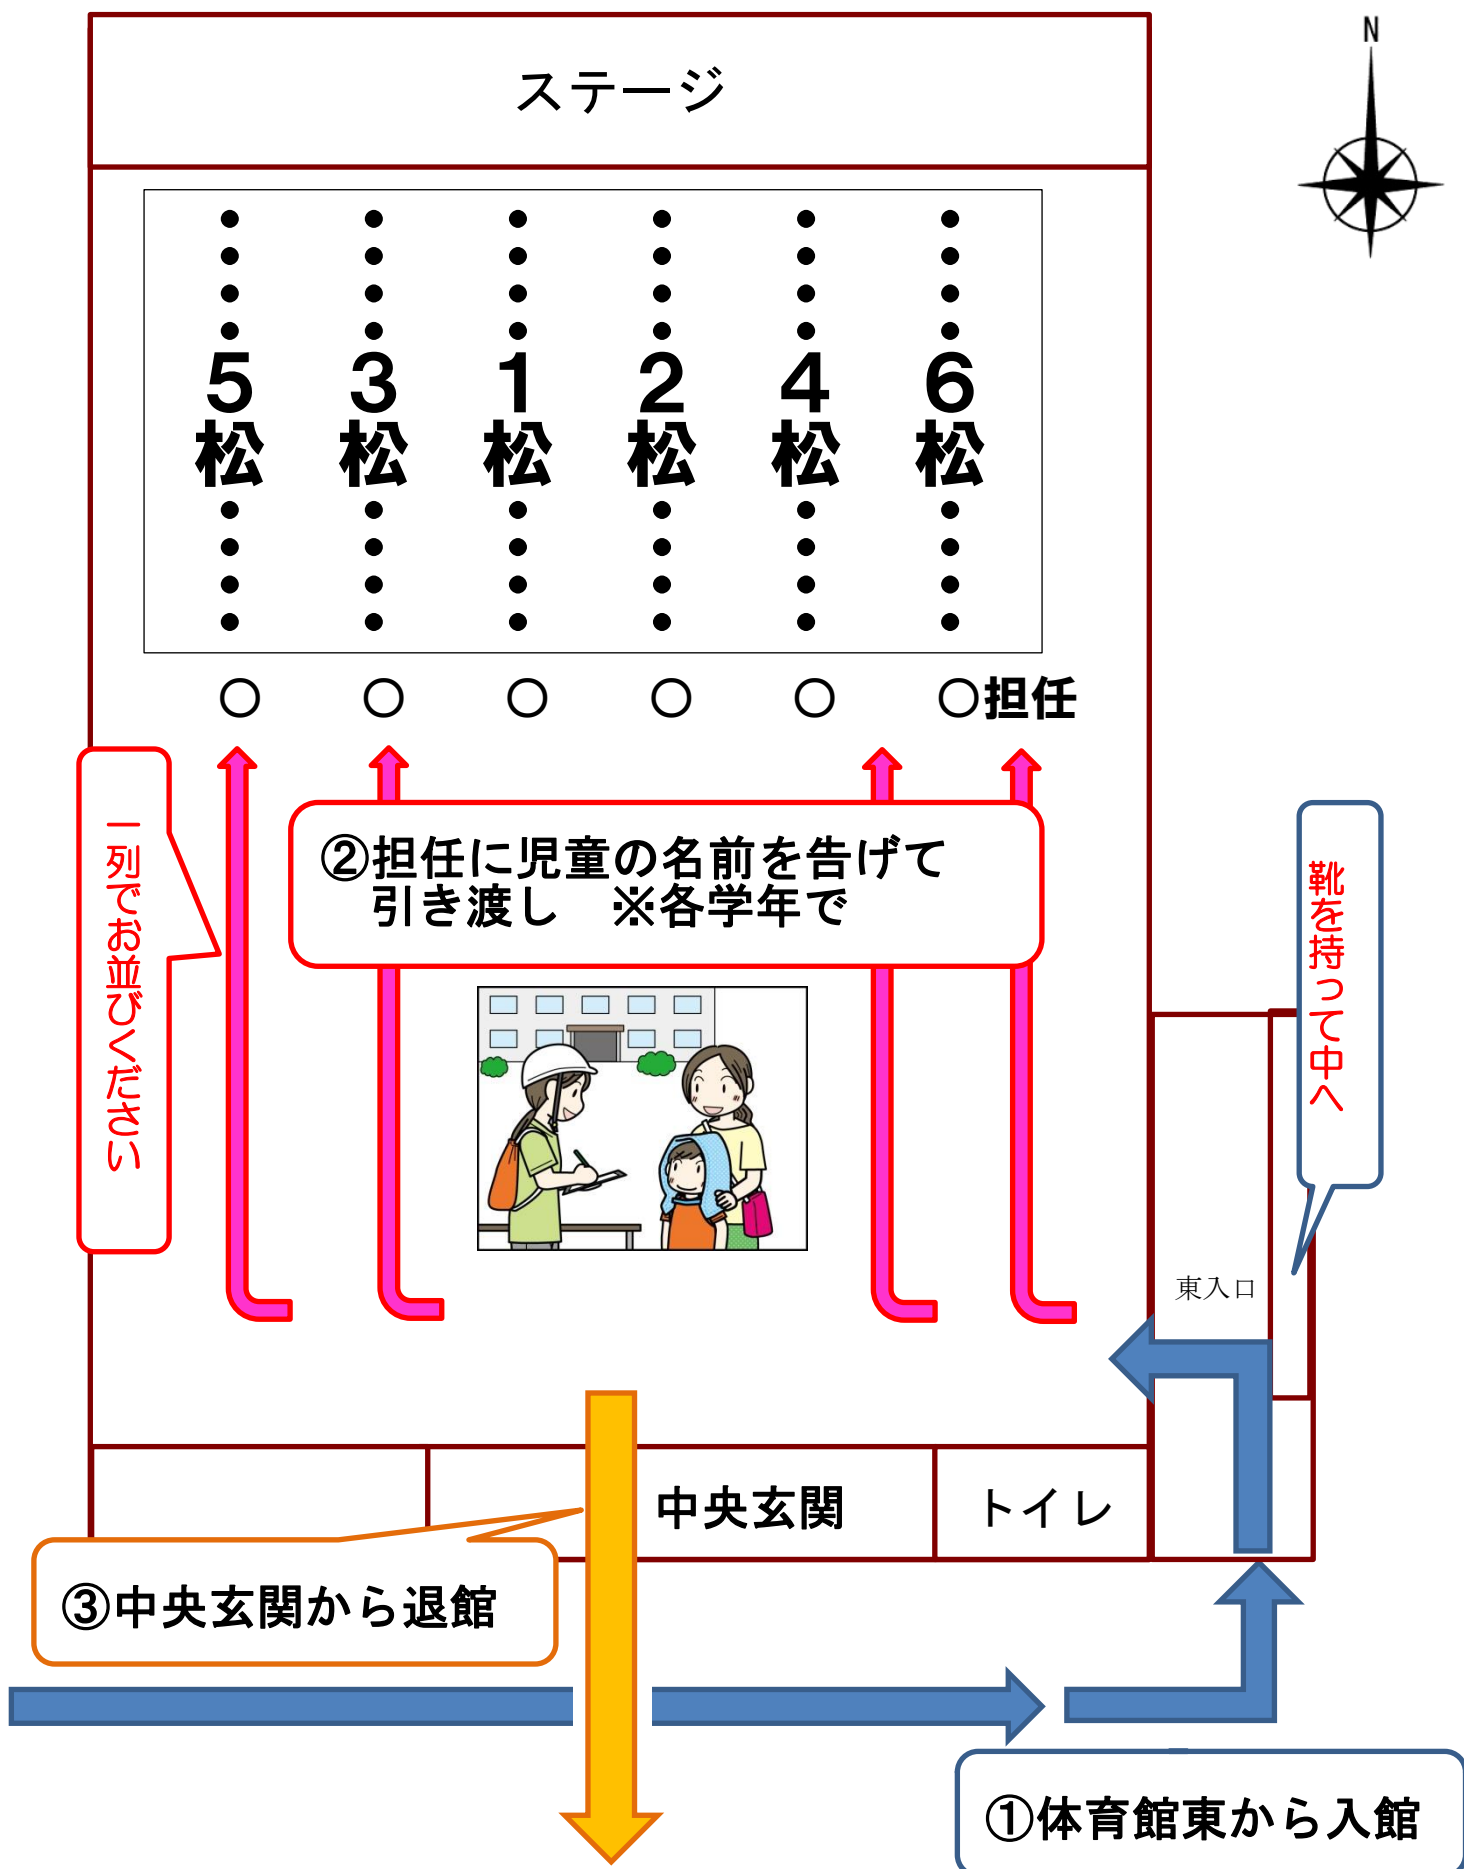 N
ステージ
5松
3松
1松
2松
4松
6松
○
○
○
○
○
○担任
一列でお並びください
②担任に児童の名前を告げて
引き渡し　※各学年で
靴を持って中へ
東入口
中央玄関
トイレ
③中央玄関から退館
①体育館東から入館